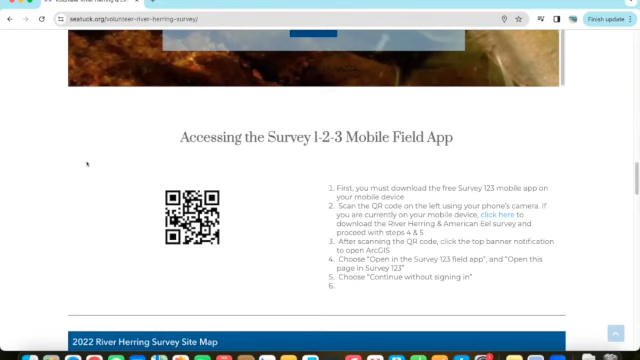 seatuck.org/volunteer-river-herring-survey/
Finish update
Accessing the Survey 1-2-3 Mobile Field App
1. First, you must download the free Survey 123 mobile app on
your mobile device
2. Scan the QR code on the left using your phone's camera. If
you are currently on your mobile device, click here to
download the River Herring & American Eel survey and
proceed with steps 4 & 5
3. After scanning the QR code, click the top banner notification
to open ArcGIS
4. Choose "Open in the Survey 123 field app", and "Open this
page in Survey 123"
5. Choose "Continue without signing in"
6.
2022 River Herring Survey Site Map